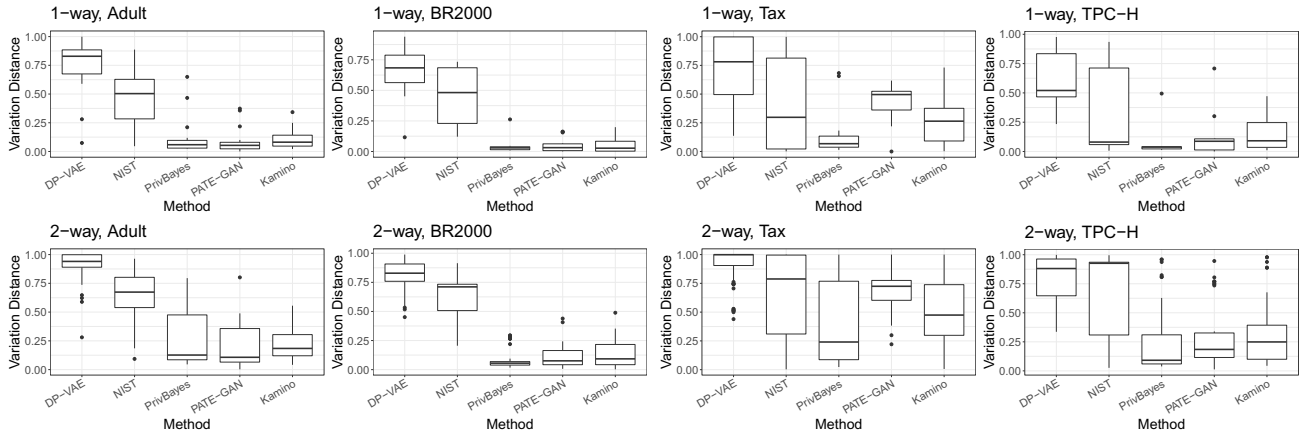 1-way, Adult
Variation Distance
1.00
0.75
0.50
0.25
0.00
DP-VAE
NIST
PrivBayes
PATE-GAN
Kamino
Method
1-way, BR2000
Variation Distance
1.00
0.75
0.50
0.25
0.00
DP-VAE
NIST
PrivBayes
PATE-GAN
Kamino
Method
1-way, Tax
Variation Distance
1.00
0.75
0.50
0.25
0.00
DP-VAE
NIST
PrivBayes
PATE-GAN
Kamino
Method
1-way, TPC-H
Variation Distance
1.00
0.75
0.50
0.25
0.00
DP-VAE
NIST
PrivBayes
PATE-GAN
Kamino
Method
2-way, Adult
Variation Distance
1.00
0.75
0.50
0.25
0.00
DP-VAE
NIST
PrivBayes
PATE-GAN
Kamino
Method
2-way, BR2000
Variation Distance
1.00
0.75
0.50
0.25
0.00
DP-VAE
NIST
PrivBayes
PATE-GAN
Kamino
Method
2-way, Tax
Variation Distance
1.00
0.75
0.50
0.25
0.00
DP-VAE
NIST
PrivBayes
PATE-GAN
Kamino
Method
2-way, TPC-H
Variation Distance
1.00
0.75
0.50
0.25
0.00
DP-VAE
NIST
PrivBayes
PATE-GAN
Kamino
Method